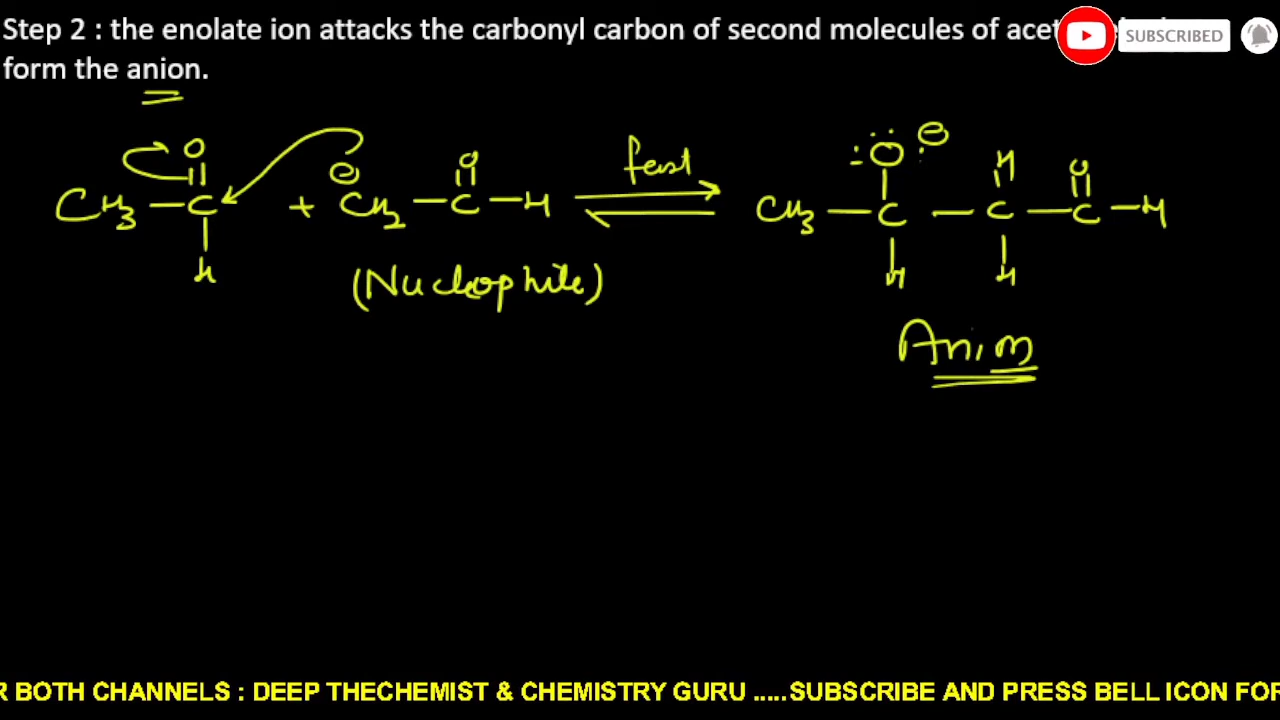 Step 2 : the enolate ion attacks the carbonyl carbon of second molecules of
form the anion.
SUBSCRIBED
O O fast O ⊖ H O
CH3 — C + ⊖CH2 — C — H ⇌ CH3 — C — C — C — H
H H H
(Nucleophile)
Anion
BOTH CHANNELS : DEEP THECHEMIST & CHEMISTRY GURU .....SUBSCRIBE AND PRESS BELL ICON FOR